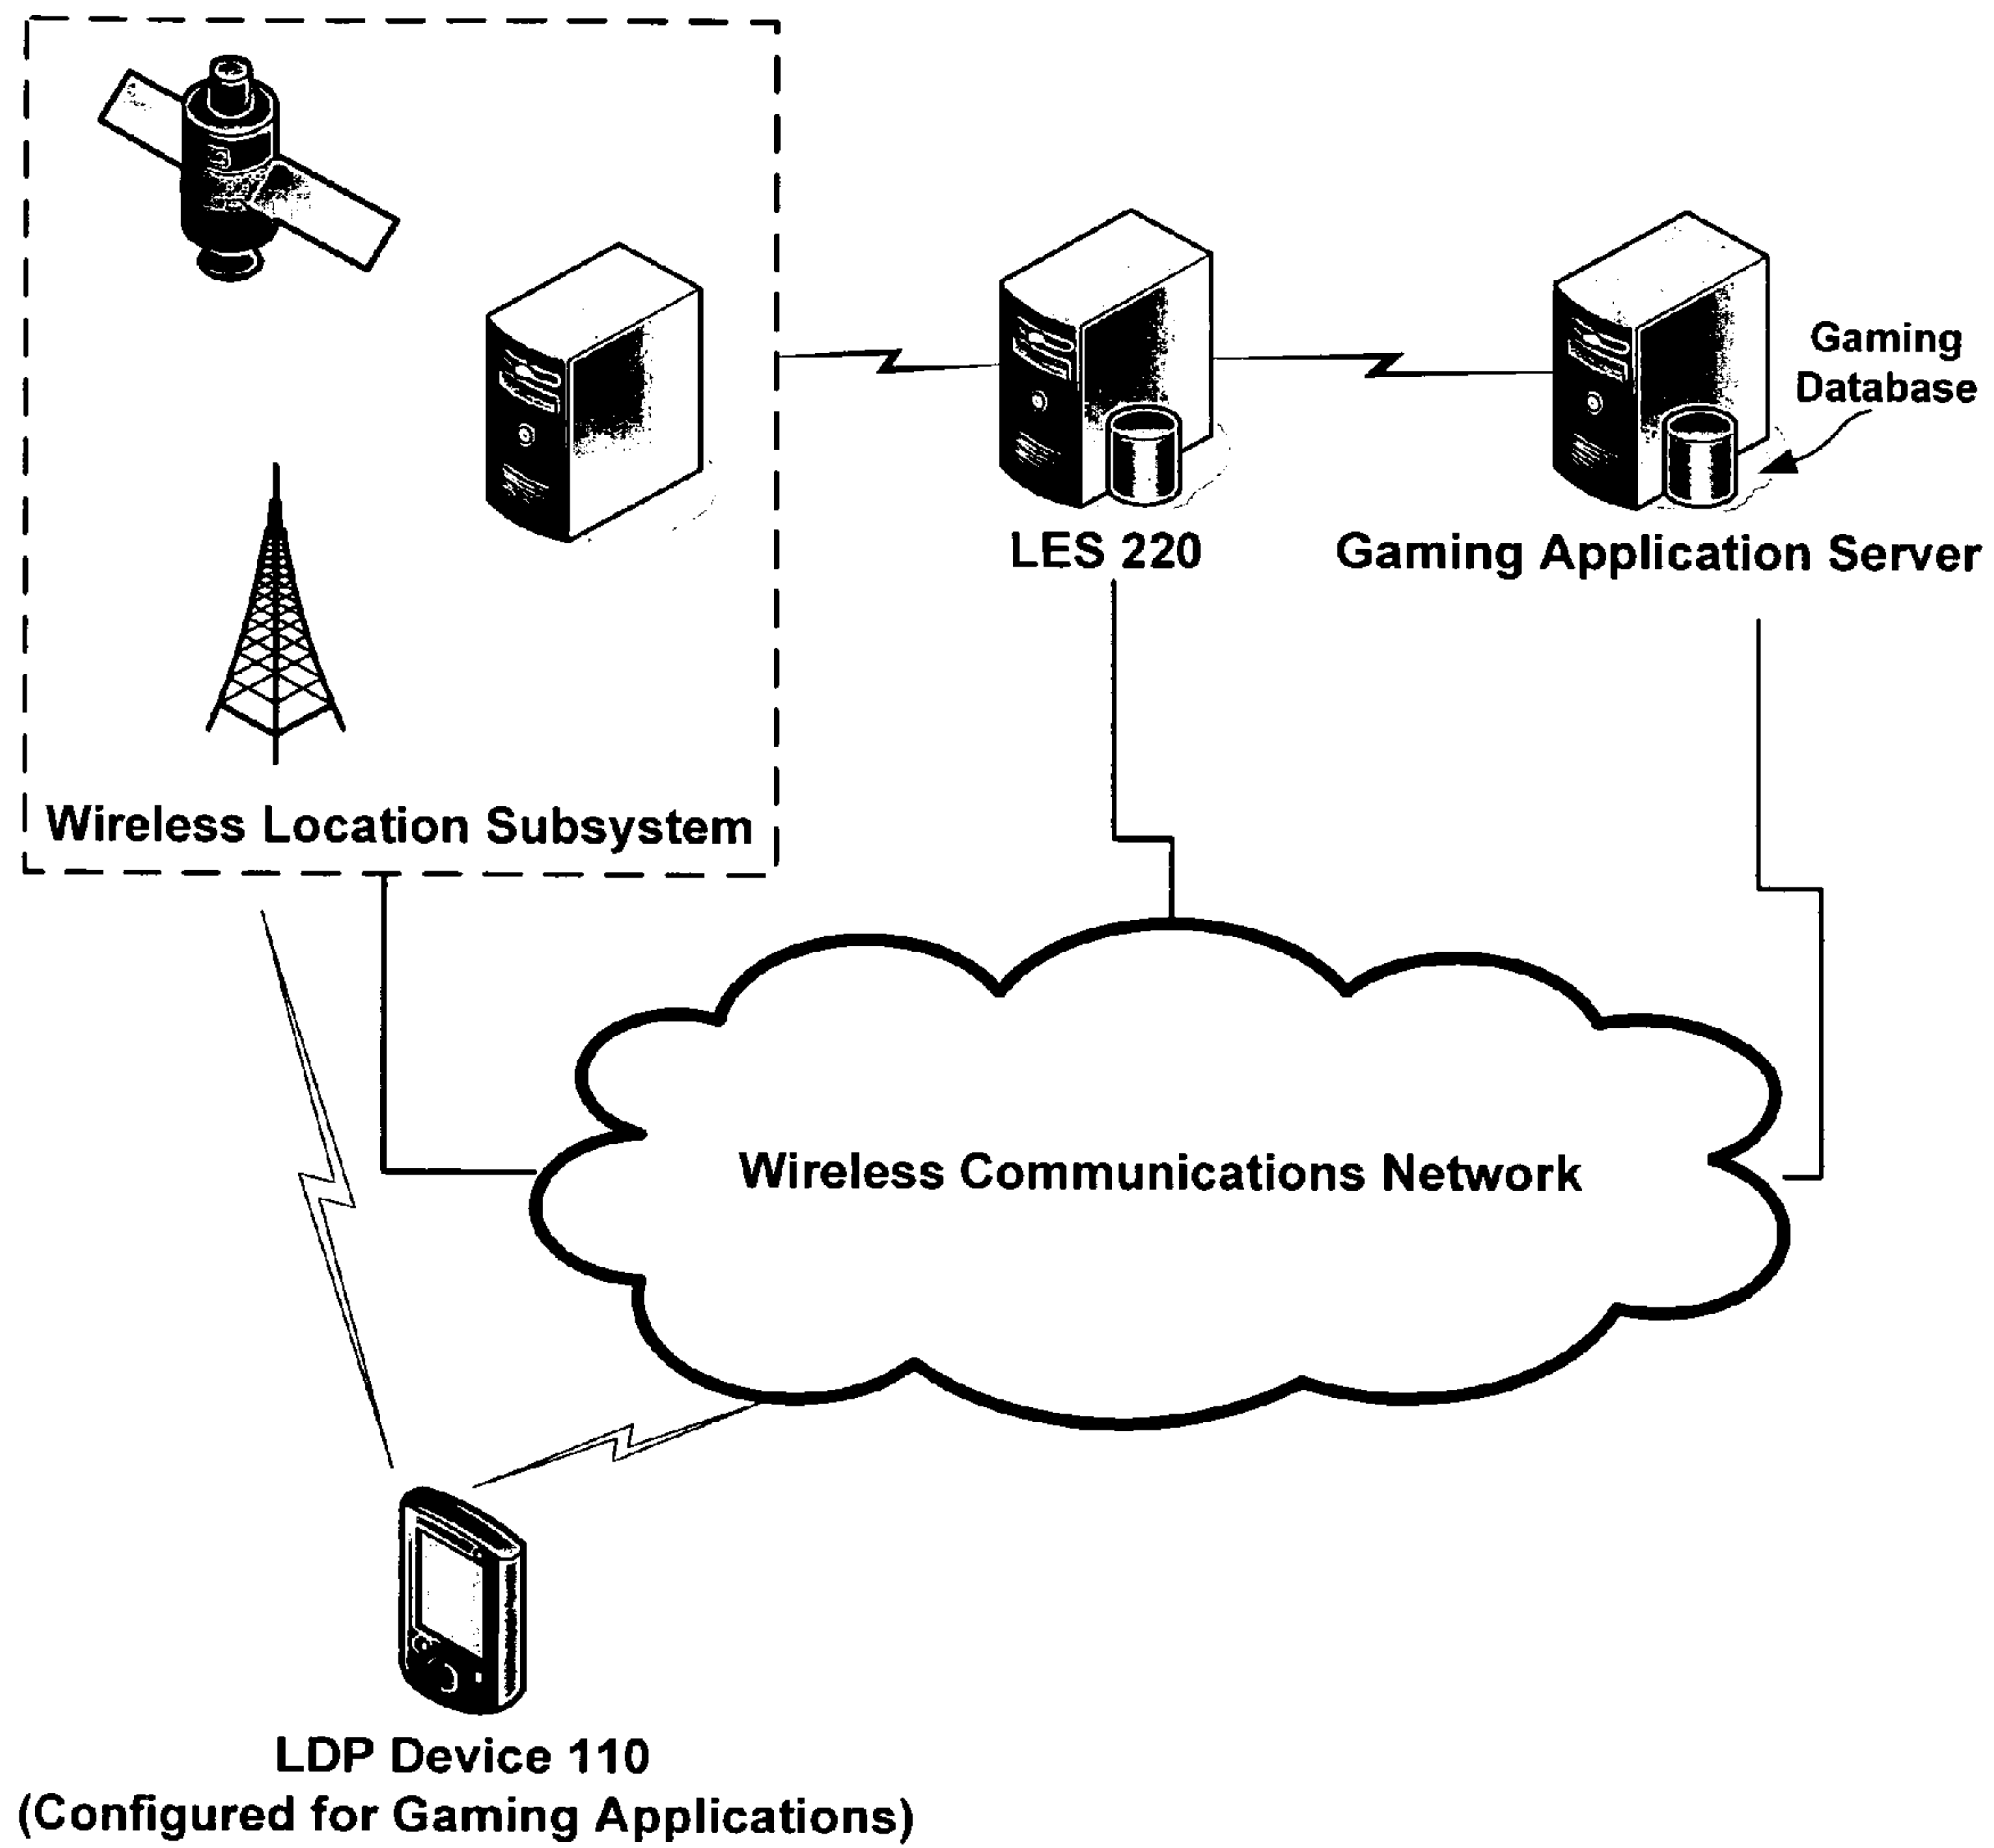 Gaming
Database
LES 220
Gaming Application Server
Wireless Location Subsystem
Wireless Communications Network
LDP Device 110
(Configured for Gaming Applications)